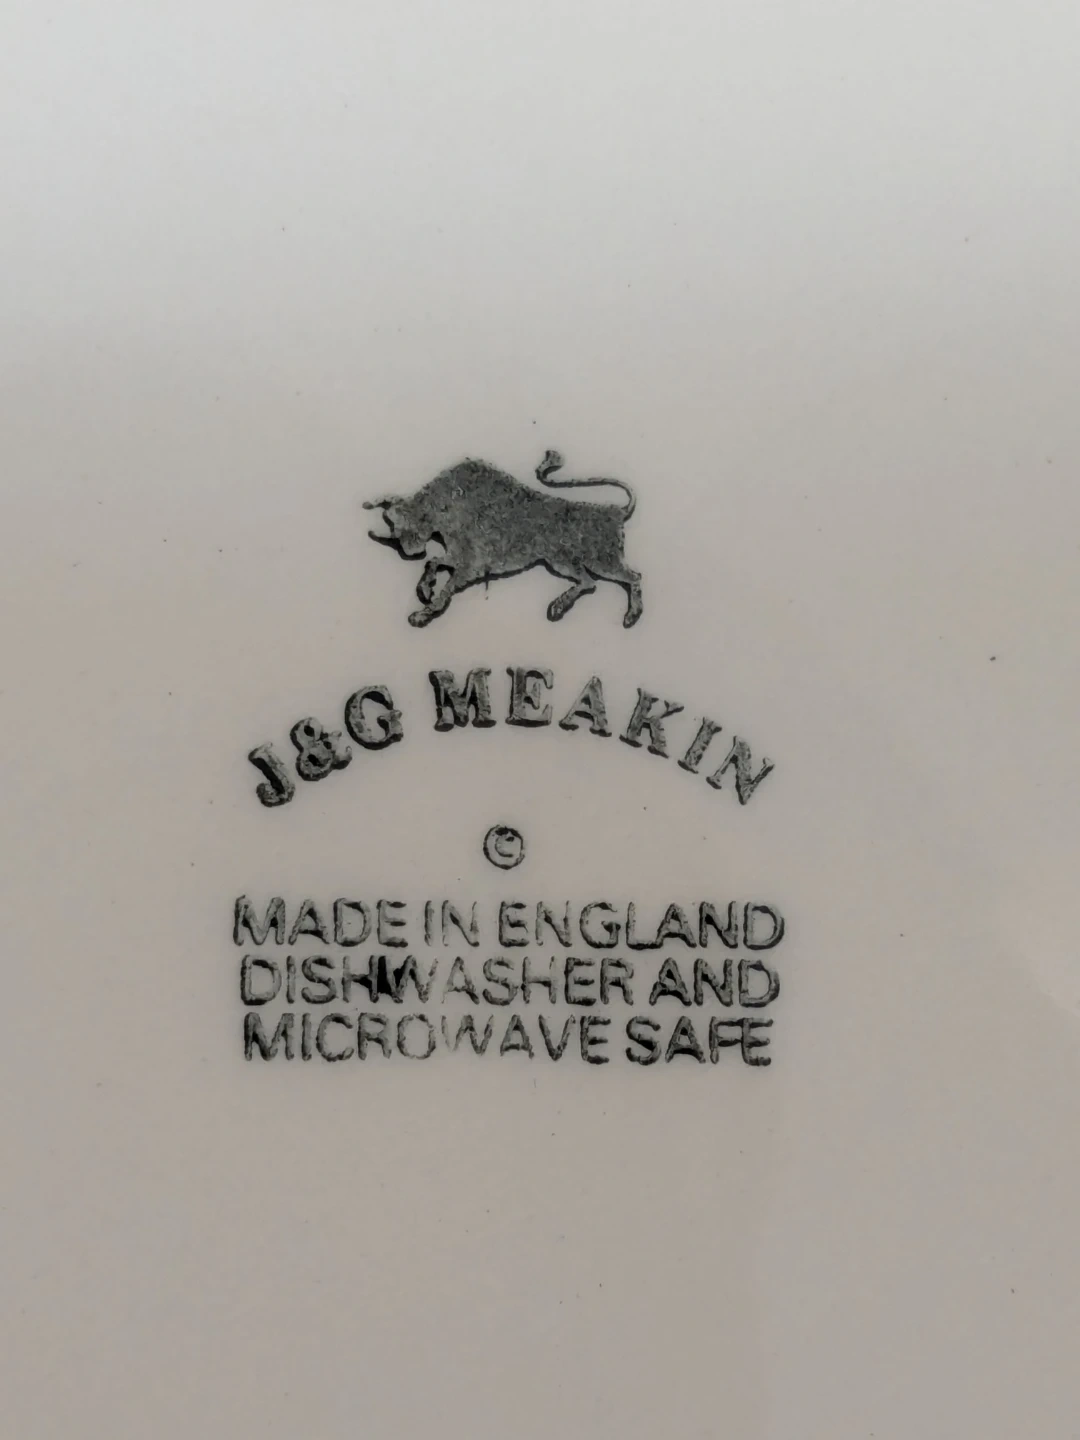 J&G MEAKIN
©
MADE IN ENGLAND
DISHWASHER AND
MICROWAVE SAFE